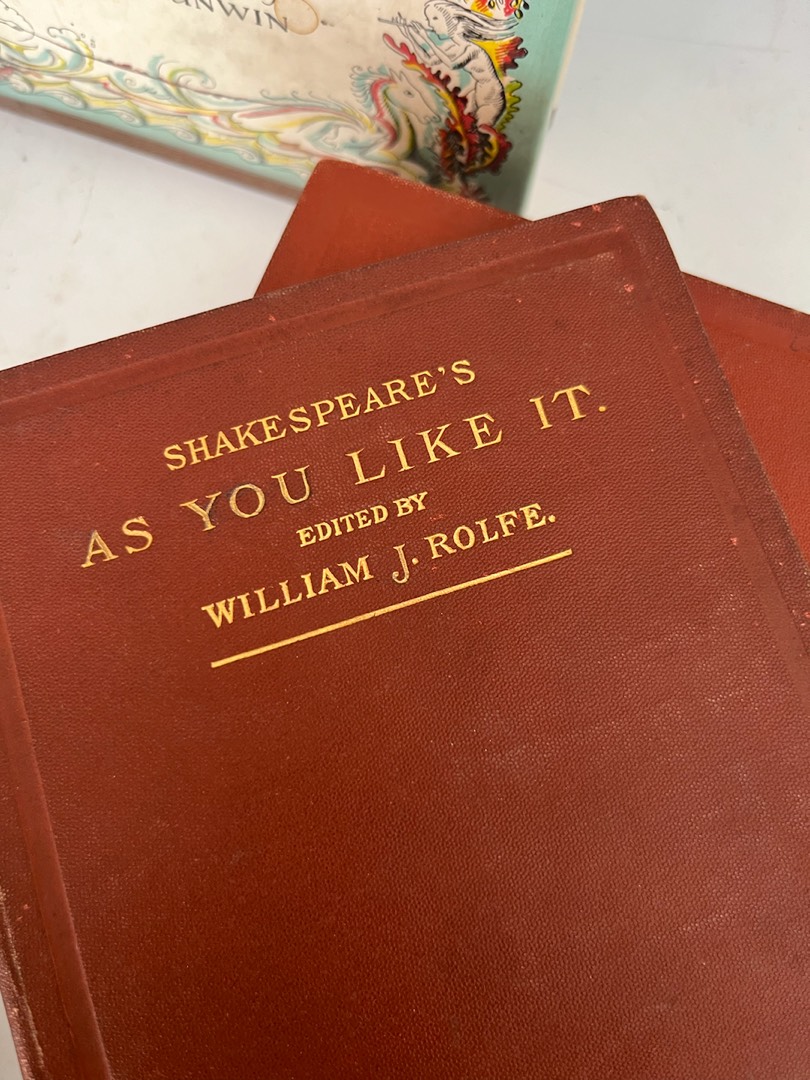 UNWIN
SHAKESPEARE'S
AS YOU LIKE IT.
EDITED BY
WILLIAM J. ROLFE.